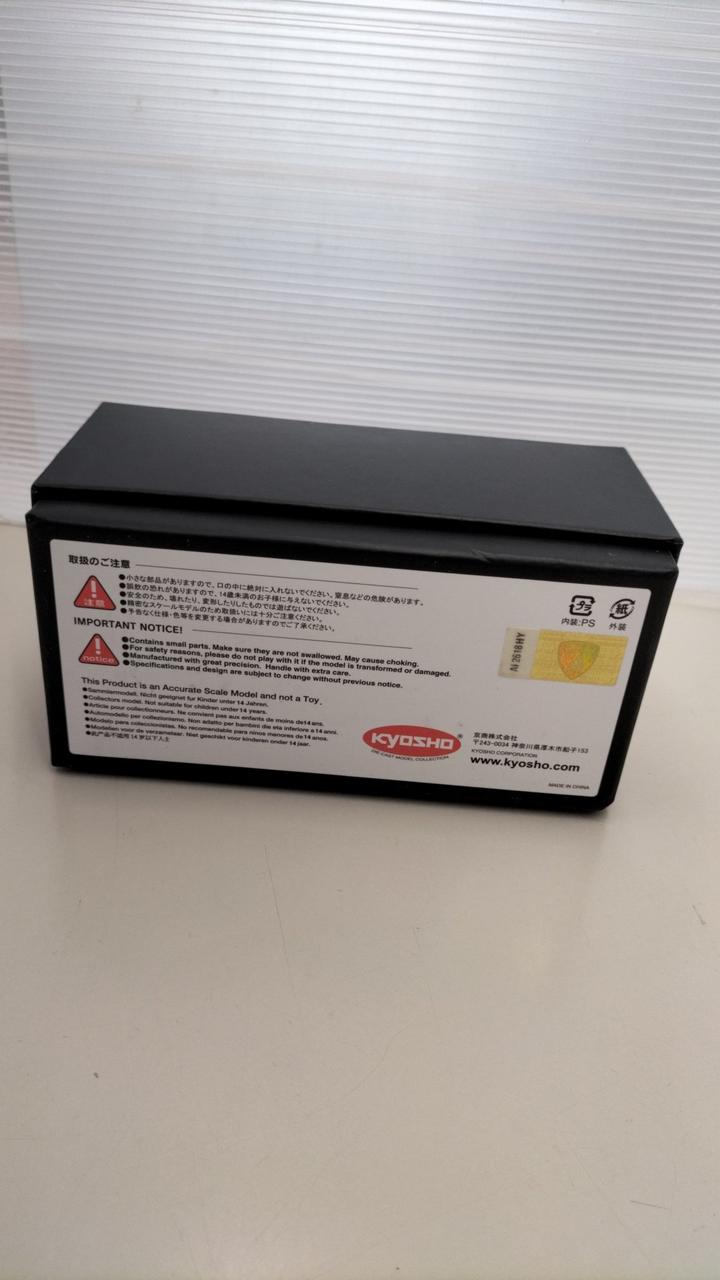 取扱のご注意
注意
●小さな部品がありますので、口の中に絶対に入れないでください。窒息などの危険があります。
●誤飲の恐れがありますので、14歳未満のお子様に与えないでください。
●安全のため、壊れたり、変形したりしたものでは遊ばないでください。
●精密なスケールモデルのため取扱いには十分ご注意ください。
●予告なく仕様・色等を変更する場合がありますのでご了承ください。
IMPORTANT NOTICE!
notice
●Contains small parts. Make sure they are not swallowed. May cause choking.
●For safety reasons, please do not play with it if the model is transformed or damaged.
●Manufactured with great precision. Handle with extra care.
●Specifications and design are subject to change without previous notice.
This Product is an Accurate Scale Model and not a Toy.
●Sammlermodell. Nicht geeignet fur Kinder unter 14 Jahren.
●Collectors model. Not suitable for children under 14 years.
●Article pour collectionneurs. Ne convient pas aux enfants de moins de14ans.
●Automodello per collezionismo. Non adatto per bambini die eta inferiore a 14 anni.
●Modelo para coleccionistas. No recomendable para ninos menores de14 anos.
●Modellen voor de verzamelaar. Niet geschikt voor kinderen onder 14 jaar.
●此产品不适用14岁以下人士
プラ
内装:PS
紙
外装
KYOSHO®
DIE-CAST MODEL COLLECTION
京商株式会社
〒243-0034 神奈川県厚木市船子153
KYOSHO CORPORATION
www.kyosho.com
MADE IN CHINA